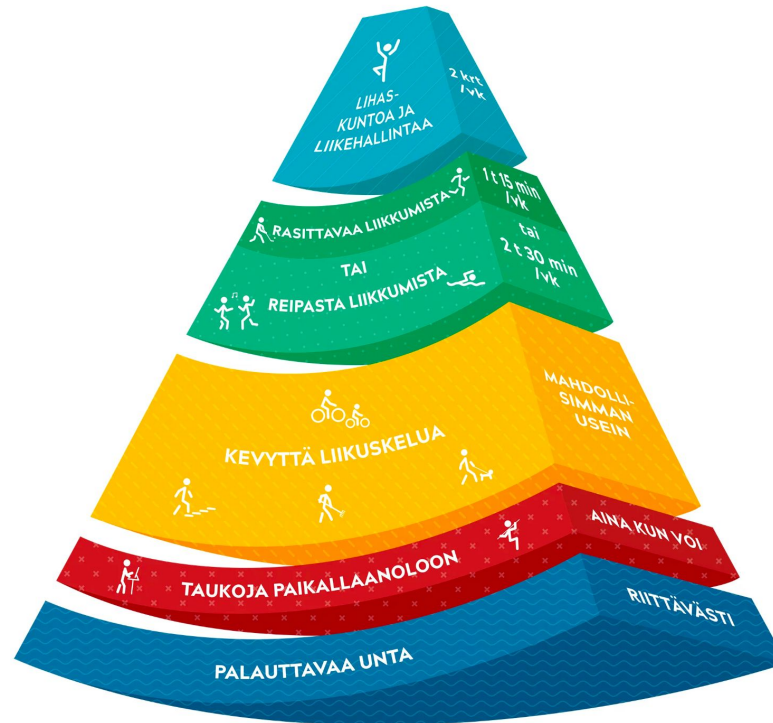 LIHAS-
KUNTOA JA
LIIKEHALLINTAA
2 krt
/vk
RASITTAVAA LIIKKUMISTA
1 t 15 min
/vk
TAI
REIPASTA LIIKKUMISTA
tai
2 t 30 min
/vk
KEVYTTÄ LIIKUSKELUA
MAHDOLLI-
SIMMAN
USEIN
TAUKOJA PAIKALLAANOLOON
AINA KUN VOI
PALAUTTAVAA UNTA
RIITTÄVÄSTI